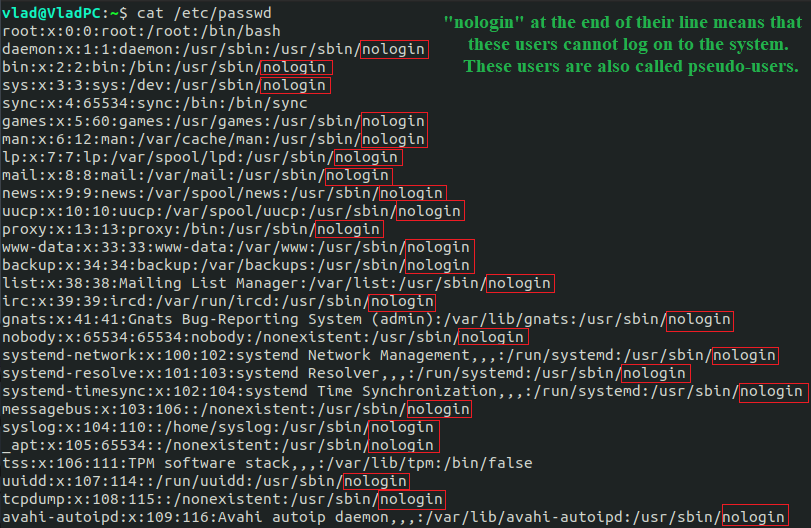 vlad@VladPC:~$ cat /etc/passwd
"nologin" at the end of their line means that
these users cannot log on to the system.
These users are also called pseudo-users.
root:x:0:0:root:/root:/bin/bash
daemon:x:1:1:daemon:/usr/sbin:/usr/sbin/nologin
bin:x:2:2:bin:/bin:/usr/sbin/nologin
sys:x:3:3:sys:/dev:/usr/sbin/nologin
sync:x:4:65534:sync:/bin:/bin/sync
games:x:5:60:games:/usr/games:/usr/sbin/nologin
man:x:6:12:man:/var/cache/man:/usr/sbin/nologin
lp:x:7:7:lp:/var/spool/lpd:/usr/sbin/nologin
mail:x:8:8:mail:/var/mail:/usr/sbin/nologin
news:x:9:9:news:/var/spool/news:/usr/sbin/nologin
uucp:x:10:10:uucp:/var/spool/uucp:/usr/sbin/nologin
proxy:x:13:13:proxy:/bin:/usr/sbin/nologin
www-data:x:33:33:www-data:/var/www:/usr/sbin/nologin
backup:x:34:34:backup:/var/backups:/usr/sbin/nologin
list:x:38:38:Mailing List Manager:/var/list:/usr/sbin/nologin
irc:x:39:39:ircd:/var/run/ircd:/usr/sbin/nologin
gnats:x:41:41:Gnats Bug-Reporting System (admin):/var/lib/gnats:/usr/sbin/nologin
nobody:x:65534:65534:nobody:/nonexistent:/usr/sbin/nologin
systemd-network:x:100:102:systemd Network Management,,,:/run/systemd:/usr/sbin/nologin
systemd-resolve:x:101:103:systemd Resolver,,,:/run/systemd:/usr/sbin/nologin
systemd-timesync:x:102:104:systemd Time Synchronization,,,:/run/systemd:/usr/sbin/nologin
messagebus:x:103:106::/nonexistent:/usr/sbin/nologin
syslog:x:104:110::/home/syslog:/usr/sbin/nologin
_apt:x:105:65534::/nonexistent:/usr/sbin/nologin
tss:x:106:111:TPM software stack,,,:/var/lib/tpm:/bin/false
uuidd:x:107:114::/run/uuidd:/usr/sbin/nologin
tcpdump:x:108:115::/nonexistent:/usr/sbin/nologin
avahi-autoipd:x:109:116:Avahi autoip daemon,,,:/var/lib/avahi-autoipd:/usr/sbin/nologin